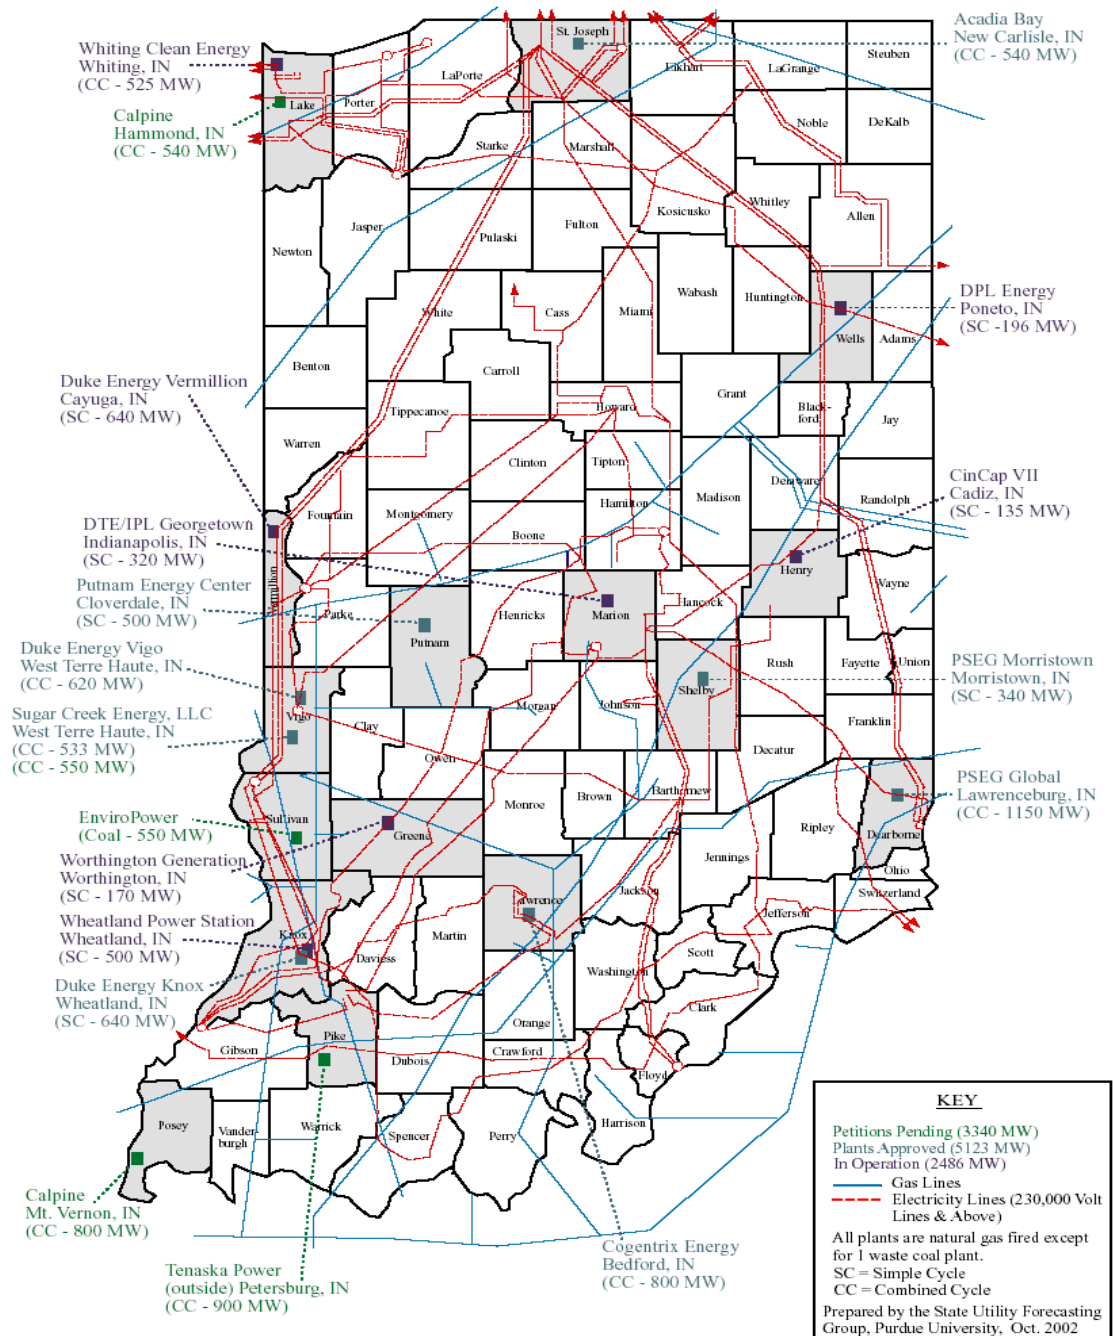 Whiting Clean Energy
Whiting, IN
(CC - 525 MW)
Calpine
Hammond, IN
(CC - 540 MW)
Acadia Bay
New Carlisle, IN
(CC - 540 MW)
St. Joseph
LaPorte
Elkhart
LaGrange
Steuben
Lake
Porter
Noble
DeKalb
Starke
Marshall
Whitley
Kosicusko
Allen
Jasper
Newton
Pulaski
Fulton
DPL Energy
Poneto, IN
(SC -196 MW)
White
Cass
Miami
Wabash
Huntington
Wells
Adams
Benton
Carroll
Duke Energy Vermillion
Cayuga, IN
(SC - 640 MW)
Tippecanoe
Howard
Grant
Black-
ford
Jay
Warren
Clinton
Tipton
Delaware
CinCap VII
Cadiz, IN
(SC - 135 MW)
Madison
Randolph
Hamilton
Fountain
Montgomery
DTE/IPL Georgetown
Indianapolis, IN
(SC - 320 MW)
Boone
Henry
Wayne
Vermillion
Putnam Energy Center
Cloverdale, IN
(SC - 500 MW)
Parke
Putnam
Henricks
Marion
Hancock
Duke Energy Vigo
West Terre Haute, IN
(CC - 620 MW)
Rush
Fayette
Union
PSEG Morristown
Morristown, IN
(SC - 340 MW)
Shelby
Sugar Creek Energy, LLC
West Terre Haute, IN
(CC - 533 MW)
(CC - 550 MW)
Vigo
Clay
Morgan
Johnson
Franklin
Decatur
Owen
PSEG Global
Lawrenceburg, IN
(CC - 1150 MW)
Monroe
Brown
Barthomew
EnviroPower
(Coal - 550 MW)
Sullivan
Greene
Ripley
Dearborne
Worthington Generation
Worthington, IN
(SC - 170 MW)
Jennings
Ohio
Switzerland
Lawrence
Jackson
Jefferson
Wheatland Power Station
Wheatland, IN
(SC - 500 MW)
Knox
Daviess
Martin
Scott
Washington
Duke Energy Knox
Wheatland, IN
(SC - 640 MW)
Clark
Orange
Pike
Gibson
Dubois
Crawford
Floyd
Posey
Vander-
burgh
Warrick
Spencer
Perry
Harrison
Calpine
Mt. Vernon, IN
(CC - 800 MW)
Tenaska Power
(outside) Petersburg, IN
(CC - 900 MW)
Cogentrix Energy
Bedford, IN
(CC - 800 MW)
KEY
Petitions Pending (3340 MW)
Plants Approved (5123 MW)
In Operation (2486 MW)
Gas Lines
Electricity Lines (230,000 Volt
Lines & Above)
All plants are natural gas fired except
for 1 waste coal plant.
SC = Simple Cycle
CC = Combined Cycle
Prepared by the State Utility Forecasting
Group, Purdue University, Oct. 2002